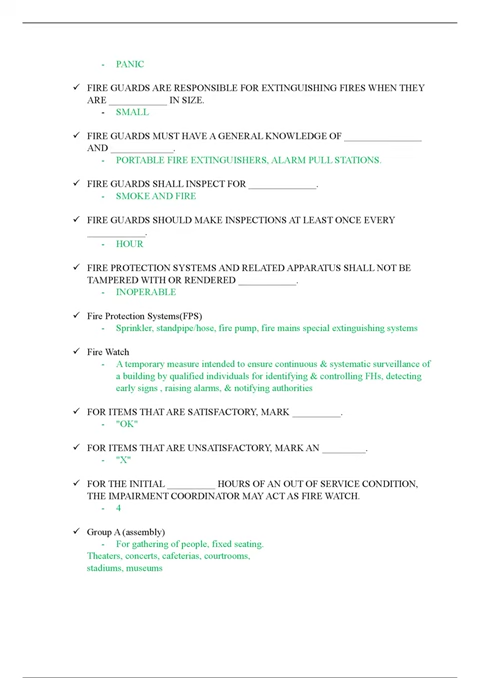 - PANIC
✓ FIRE GUARDS ARE RESPONSIBLE FOR EXTINGUISHING FIRES WHEN THEY
ARE ____________ IN SIZE.
- SMALL
✓ FIRE GUARDS MUST HAVE A GENERAL KNOWLEDGE OF ________________
AND _____________.
- PORTABLE FIRE EXTINGUISHERS, ALARM PULL STATIONS.
✓ FIRE GUARDS SHALL INSPECT FOR ______________.
- SMOKE AND FIRE
✓ FIRE GUARDS SHOULD MAKE INSPECTIONS AT LEAST ONCE EVERY
____________.
- HOUR
✓ FIRE PROTECTION SYSTEMS AND RELATED APPARATUS SHALL NOT BE
TAMPERED WITH OR RENDERED ____________.
- INOPERABLE
✓ Fire Protection Systems(FPS)
- Sprinkler, standpipe/hose, fire pump, fire mains special extinguishing systems
✓ Fire Watch
- A temporary measure intended to ensure continuous & systematic surveillance of
a building by qualified individuals for identifying & controlling FHs, detecting
early signs , raising alarms, & notifying authorities
✓ FOR ITEMS THAT ARE SATISFACTORY, MARK __________.
- "OK"
✓ FOR ITEMS THAT ARE UNSATISFACTORY, MARK AN _________.
- "X"
✓ FOR THE INITIAL __________ HOURS OF AN OUT OF SERVICE CONDITION,
THE IMPAIRMENT COORDINATOR MAY ACT AS FIRE WATCH.
- 4
✓ Group A (assembly)
- For gathering of people, fixed seating.
Theaters, concerts, cafeterias, courtrooms,
stadiums, museums